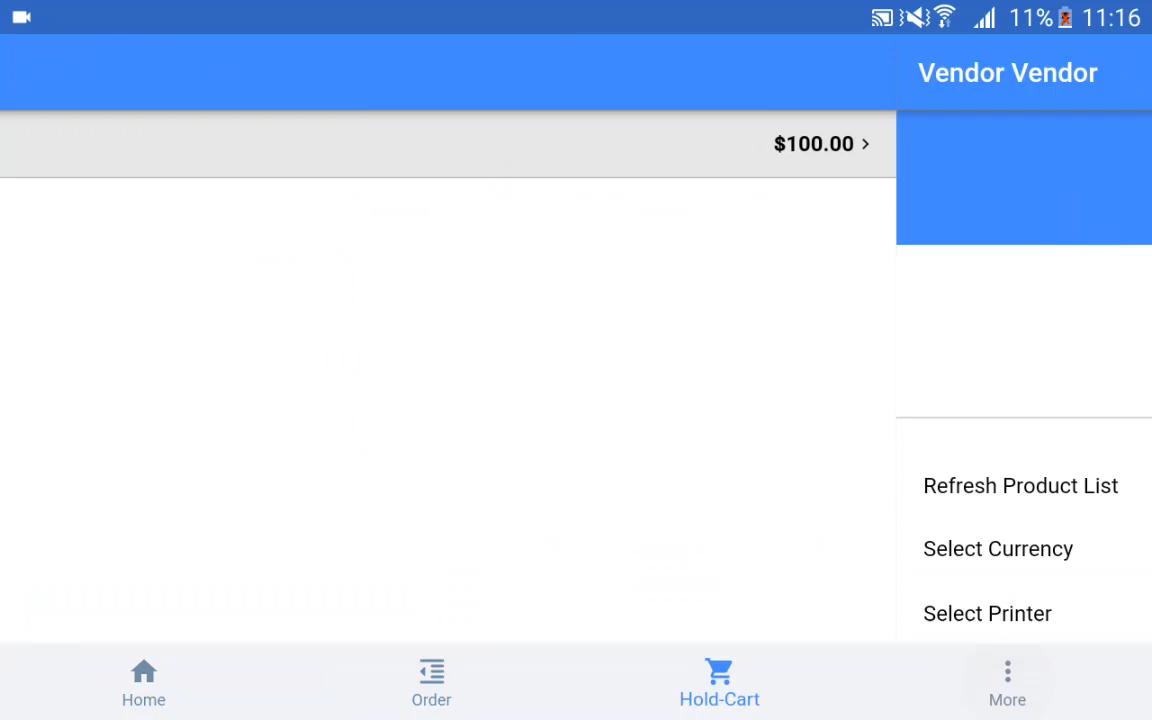 11% 11:16
Vendor Vendor
$100.00
Refresh Product List
Select Currency
Select Printer
Home
Order
Hold-Cart
More